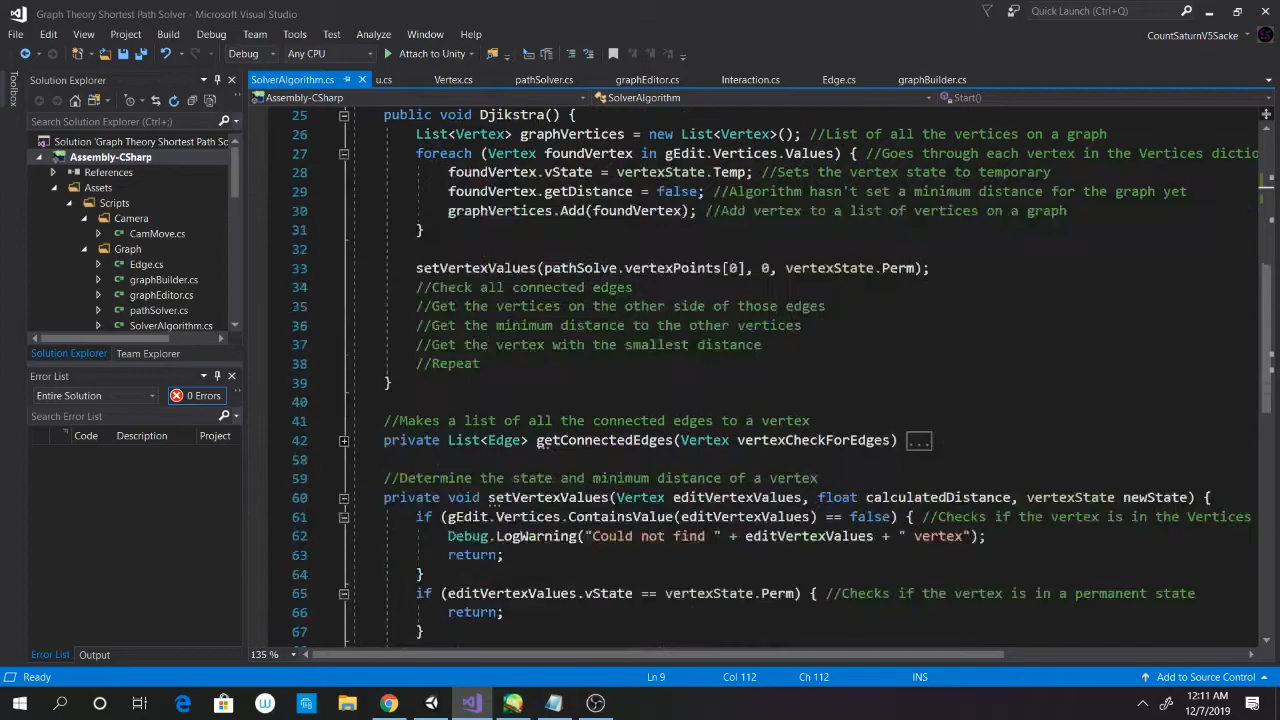 Graph Theory Shortest Path Solver - Microsoft Visual Studio
Quick Launch (Ctrl+Q)
File Edit View Project Build Debug Team Tools Test Analyze Window Help
CountSaturnV5Sacke
Debug Any CPU Attach to Unity
Toolbox
Solution Explorer
Search Solution Explorer (Ctrl+;)
Solution 'Graph Theory Shortest Path Sc
Assembly-CSharp
References
Assets
Scripts
Camera
CamMove.cs
Graph
Edge.cs
graphBuilder.cs
graphEditor.cs
pathSolver.cs
SolverAlgorithm.cs
Solution Explorer Team Explorer
Error List
Entire Solution 0 Errors
Search Error List
Code Description Project
Error List Output
SolverAlgorithm.cs u.cs Vertex.cs pathSolver.cs graphEditor.cs Interaction.cs Edge.cs graphBuilder.cs
Assembly-CSharp SolverAlgorithm Start()
25 public void Djikstra() {
26 List<Vertex> graphVertices = new List<Vertex>(); //List of all the vertices on a graph
27 foreach (Vertex foundVertex in gEdit.Vertices.Values) { //Goes through each vertex in the Vertices dictio
28 foundVertex.vState = vertexState.Temp; //Sets the vertex state to temporary
29 foundVertex.getDistance = false; //Algorithm hasn't set a minimum distance for the graph yet
30 graphVertices.Add(foundVertex); //Add vertex to a list of vertices on a graph
31 }
32
33 setVertexValues(pathSolve.vertexPoints[0], 0, vertexState.Perm);
34 //Check all connected edges
35 //Get the vertices on the other side of those edges
36 //Get the minimum distance to the other vertices
37 //Get the vertex with the smallest distance
38 //Repeat
39 }
40
41 //Makes a list of all the connected edges to a vertex
42 private List<Edge> getConnectedEdges(Vertex vertexCheckForEdges) ...
58
59 //Determine the state and minimum distance of a vertex
60 private void setVertexValues(Vertex editVertexValues, float calculatedDistance, vertexState newState) {
61 if (gEdit.Vertices.ContainsValue(editVertexValues) == false) { //Checks if the vertex is in the Vertices
62 Debug.LogWarning("Could not find " + editVertexValues + " vertex");
63 return;
64 }
65 if (editVertexValues.vState == vertexState.Perm) { //Checks if the vertex is in a permanent state
66 return;
67 }
135 %
Ready Ln 9 Col 112 Ch 112 INS Add to Source Control
12:11 AM
12/7/2019